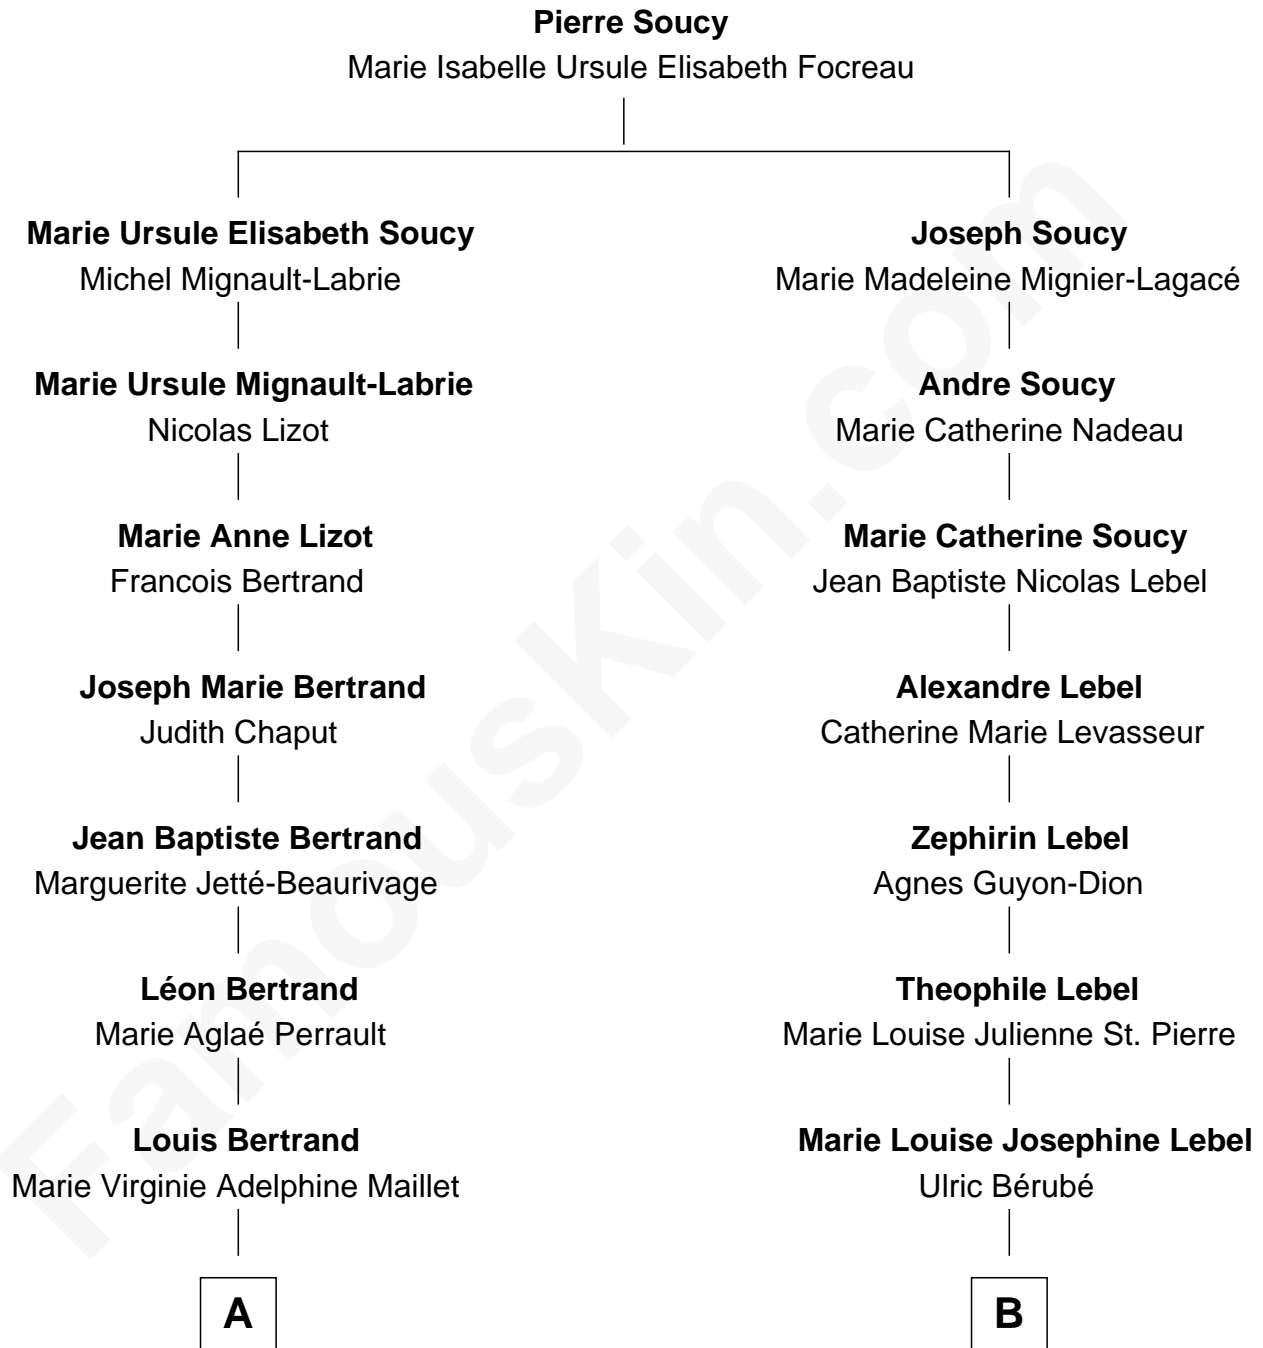 Pierre Soucy
Marie Isabelle Ursule Elisabeth Focreau
Marie Ursule Elisabeth Soucy
Michel Mignault-Labrie
Joseph Soucy
Marie Madeleine Mignier-Lagacé
Marie Ursule Mignault-Labrie
Nicolas Lizot
Andre Soucy
Marie Catherine Nadeau
Marie Anne Lizot
Francois Bertrand
Marie Catherine Soucy
Jean Baptiste Nicolas Lebel
Joseph Marie Bertrand
Judith Chaput
Alexandre Lebel
Catherine Marie Levasseur
Jean Baptiste Bertrand
Marguerite Jetté-Beaurivage
Zephirin Lebel
Agnes Guyon-Dion
Léon Bertrand
Marie Aglaé Perrault
Theophile Lebel
Marie Louise Julienne St. Pierre
Louis Bertrand
Marie Virginie Adelphine Maillet
Marie Louise Josephine Lebel
Ulric Bérubé
A
B
FamousKin.com